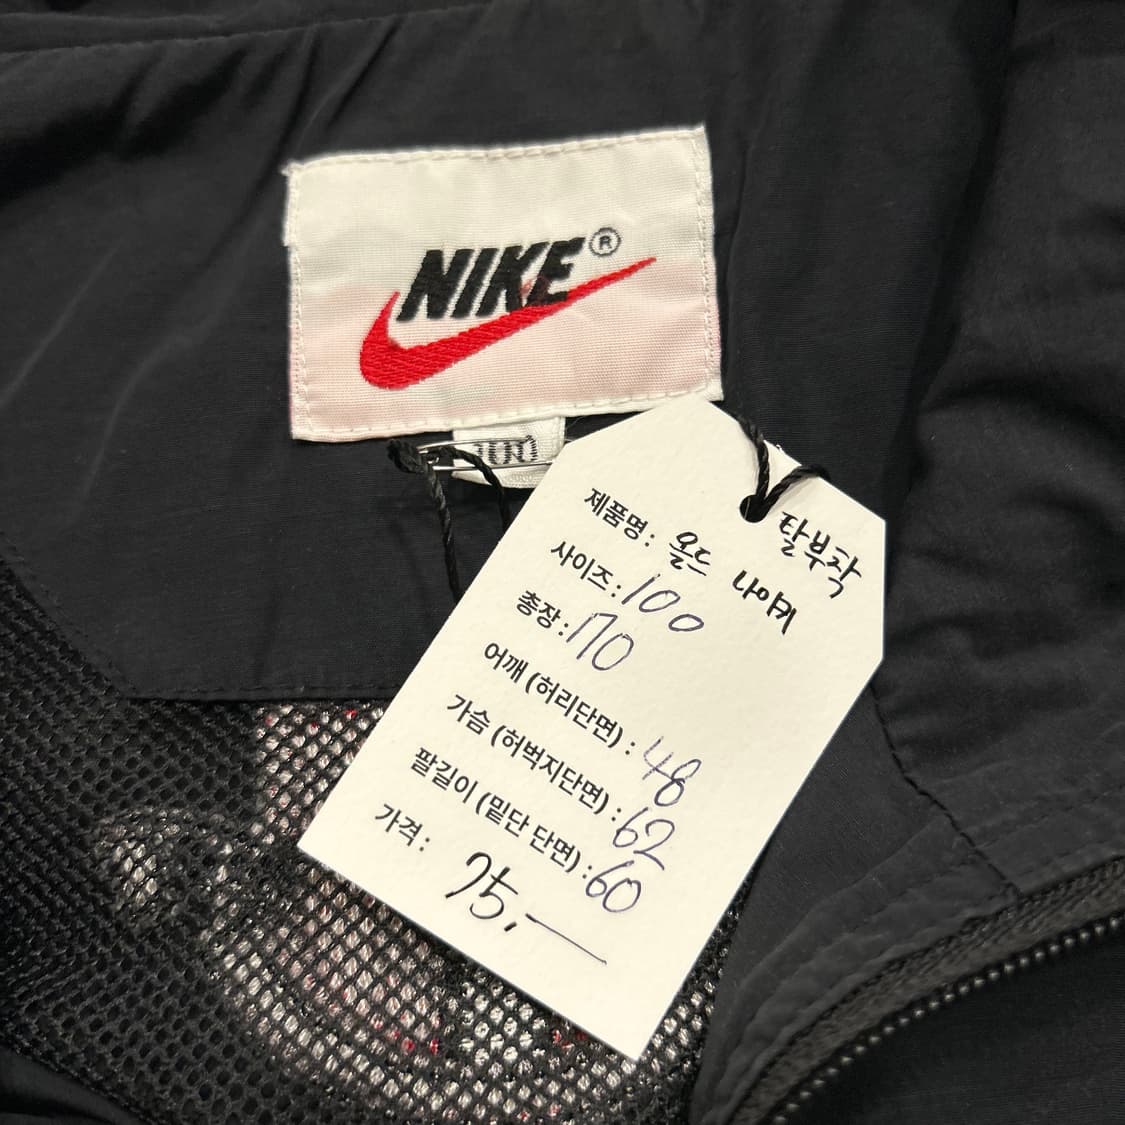 NIKE®
100
탈부착
제품명: 올드 나이키
사이즈: 100
총장: 70
어깨 (허리단면) : 48
가슴 (허벅지단면) : 62
팔길이 (밑단 단면) : 60
가격: 75,—